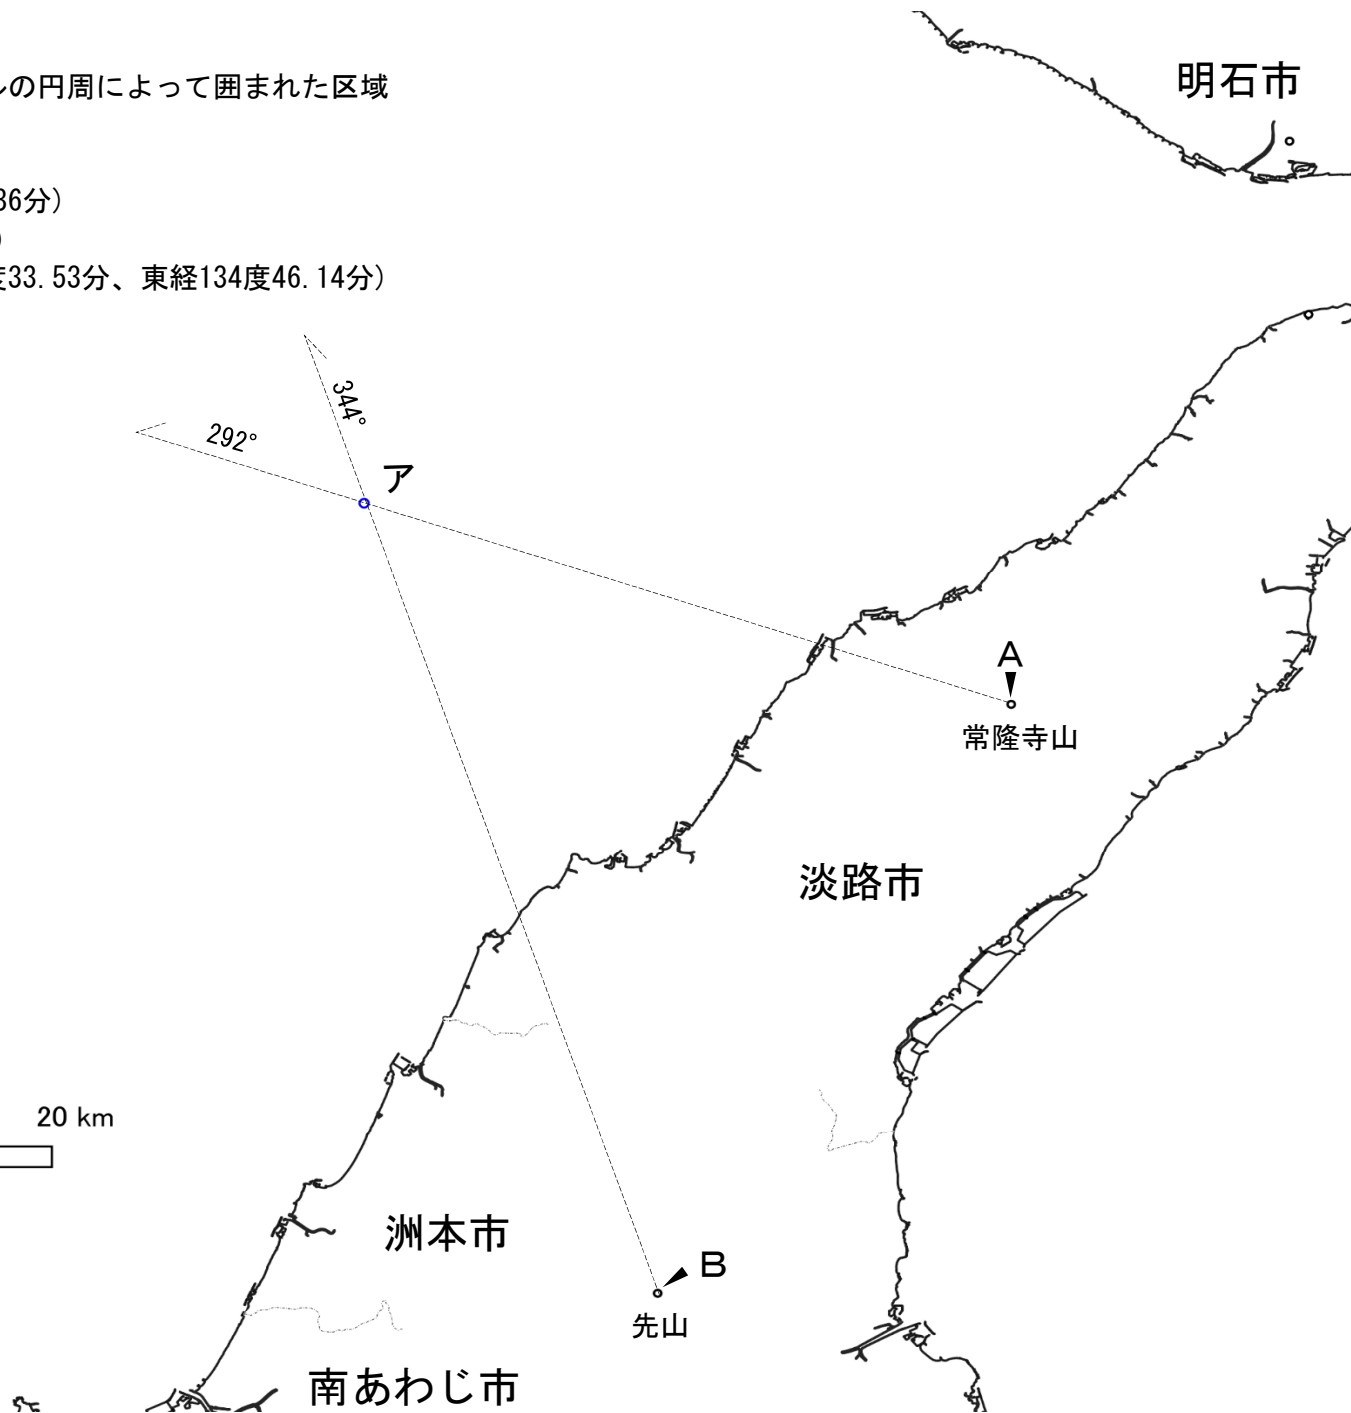 ルの円周によって囲まれた区域
明石市
36分)
)
度33.53分、東経134度46.14分)
344°
292°
ア
A
常隆寺山
淡路市
20 km
洲本市
B
先山
南あわじ市